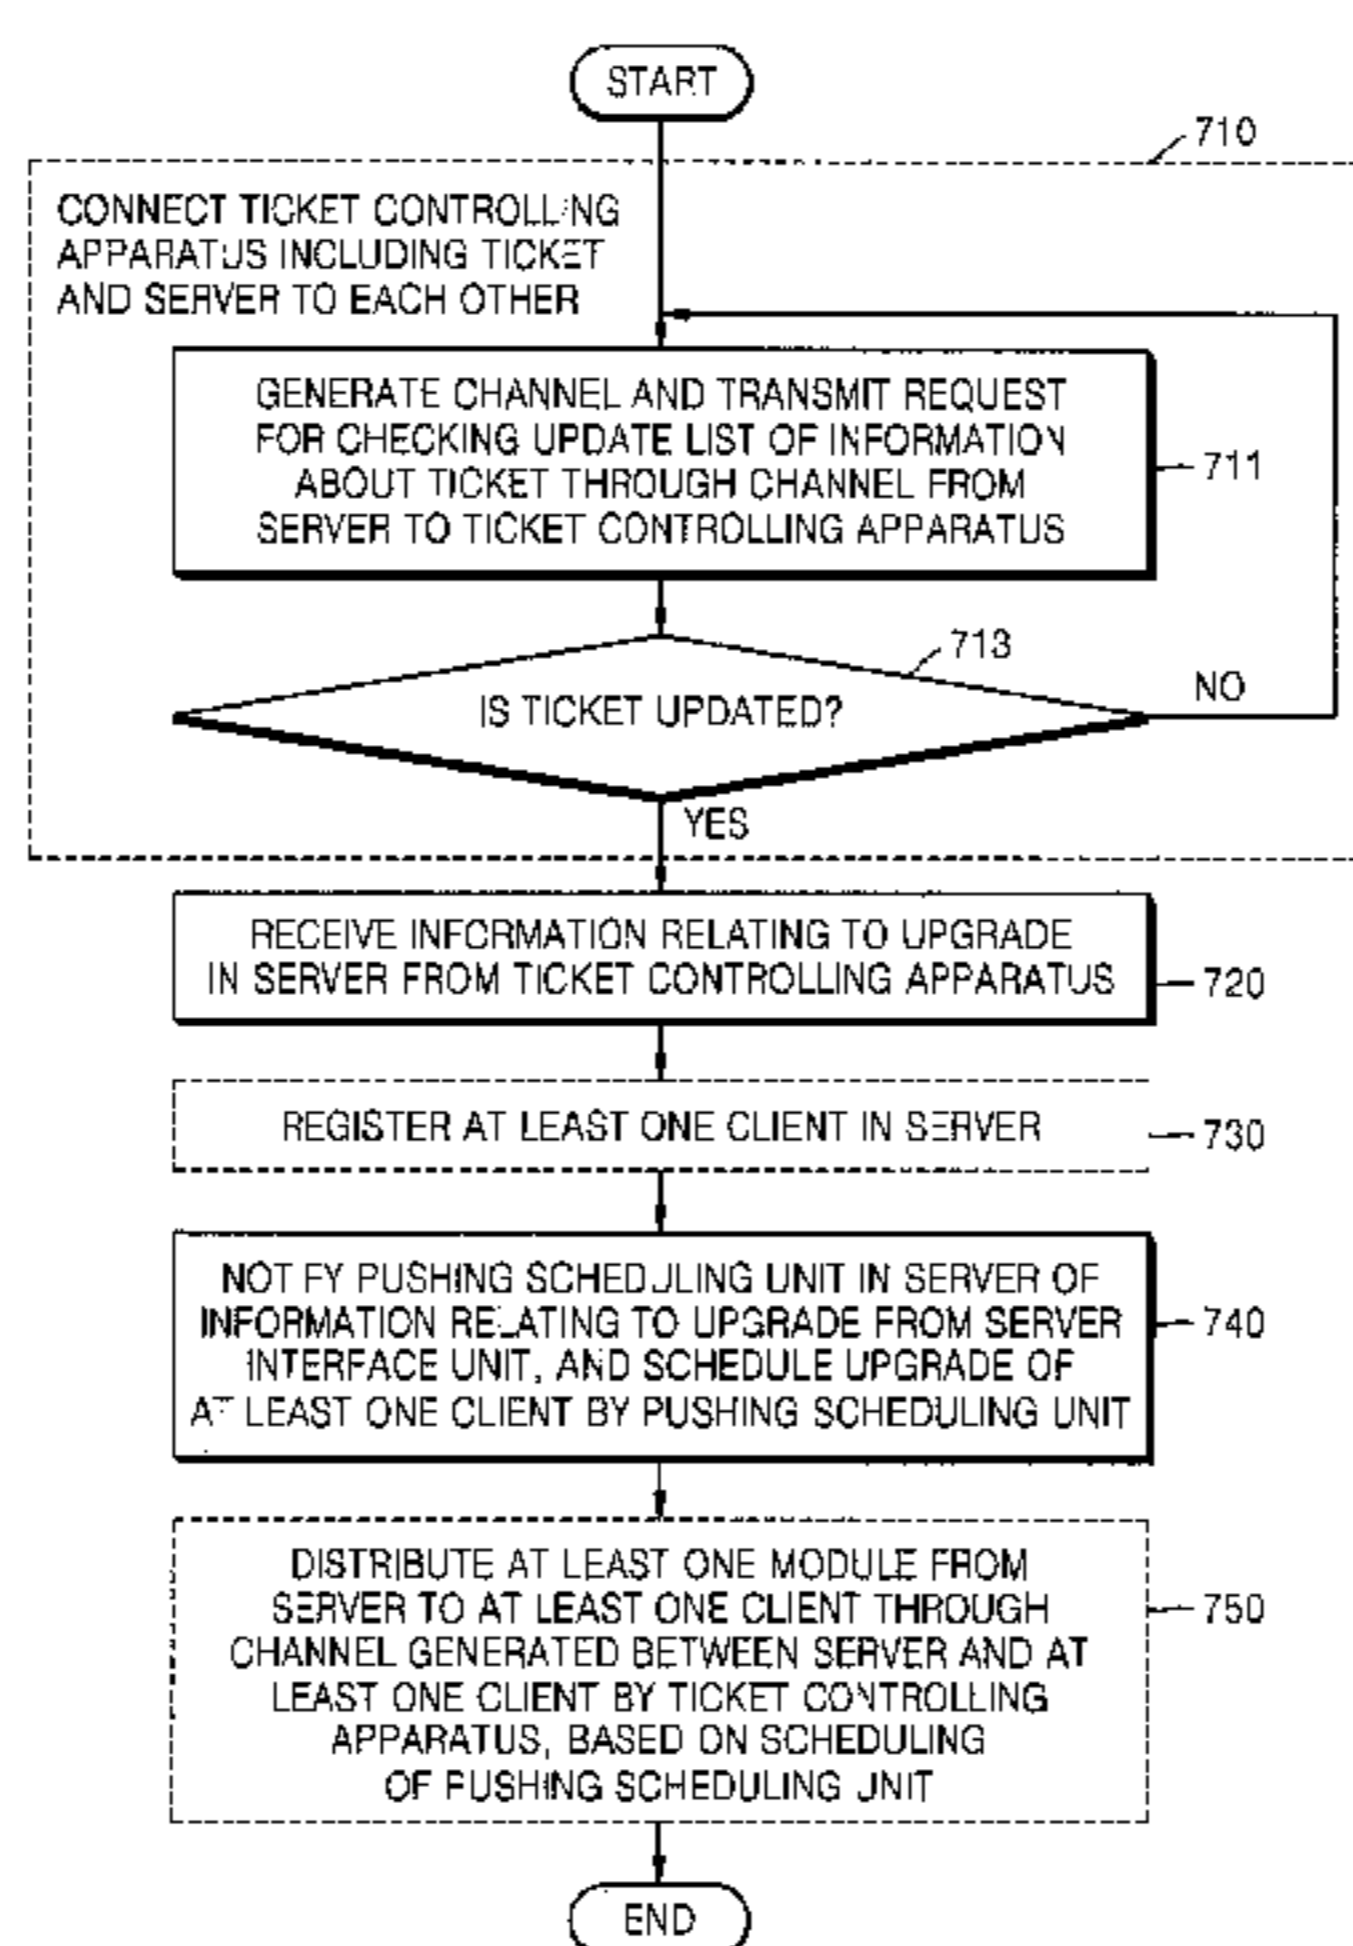 START
710
CONNECT TICKET CONTROLLING
APPARATUS INCLUDING TICKET
AND SERVER TO EACH OTHER
GENERATE CHANNEL AND TRANSMIT REQUEST
FOR CHECKING UPDATE LIST OF INFORMATION
ABOUT TICKET THROUGH CHANNEL FROM
SERVER TO TICKET CONTROLLING APPARATUS
711
713
IS TICKET UPDATED?
NO
YES
RECEIVE INFORMATION RELATING TO UPGRADE
IN SERVER FROM TICKET CONTROLLING APPARATUS
720
REGISTER AT LEAST ONE CLIENT IN SERVER
730
NOTIFY PUSHING SCHEDULING UNIT IN SERVER OF
INFORMATION RELATING TO UPGRADE FROM SERVER
INTERFACE UNIT, AND SCHEDULE UPGRADE OF
AT LEAST ONE CLIENT BY PUSHING SCHEDULING UNIT
740
DISTRIBUTE AT LEAST ONE MODULE FROM
SERVER TO AT LEAST ONE CLIENT THROUGH
CHANNEL GENERATED BETWEEN SERVER AND AT
LEAST ONE CLIENT BY TICKET CONTROLLING
APPARATUS, BASED ON SCHEDULING
OF PUSHING SCHEDULING UNIT
750
END